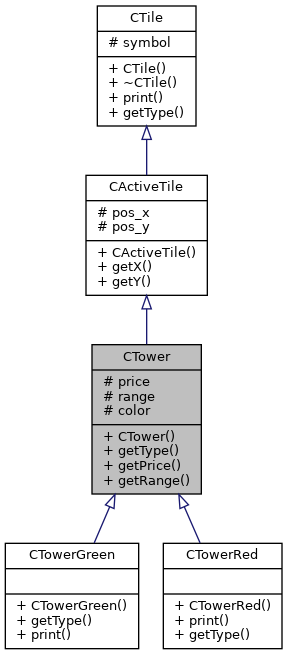 CTile
# symbol
+ CTile()
+ ~CTile()
+ print()
+ getType()
CActiveTile
# pos_x
# pos_y
+ CActiveTile()
+ getX()
+ getY()
CTower
# price
# range
# color
+ CTower()
+ getType()
+ getPrice()
+ getRange()
CTowerGreen
+ CTowerGreen()
+ getType()
+ print()
CTowerRed
+ CTowerRed()
+ print()
+ getType()